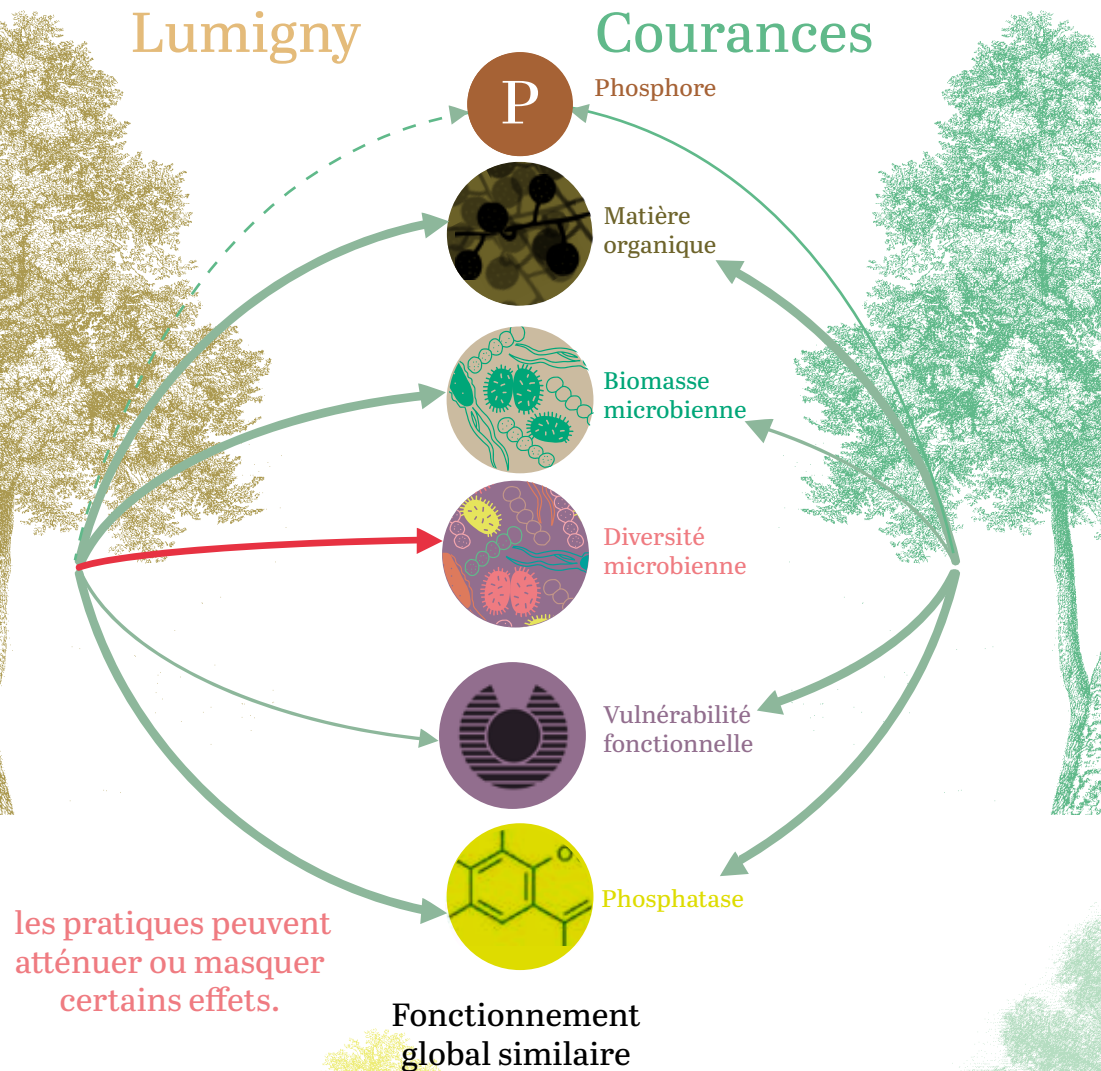 Lumigny
Courances
P
Phosphore
Matière
organique
Biomasse
microbienne
Diversité
microbienne
Vulnérabilité
fonctionnelle
O
Phosphatase
les pratiques peuvent
atténuer ou masquer
certains effets.
Fonctionnement
global similaire